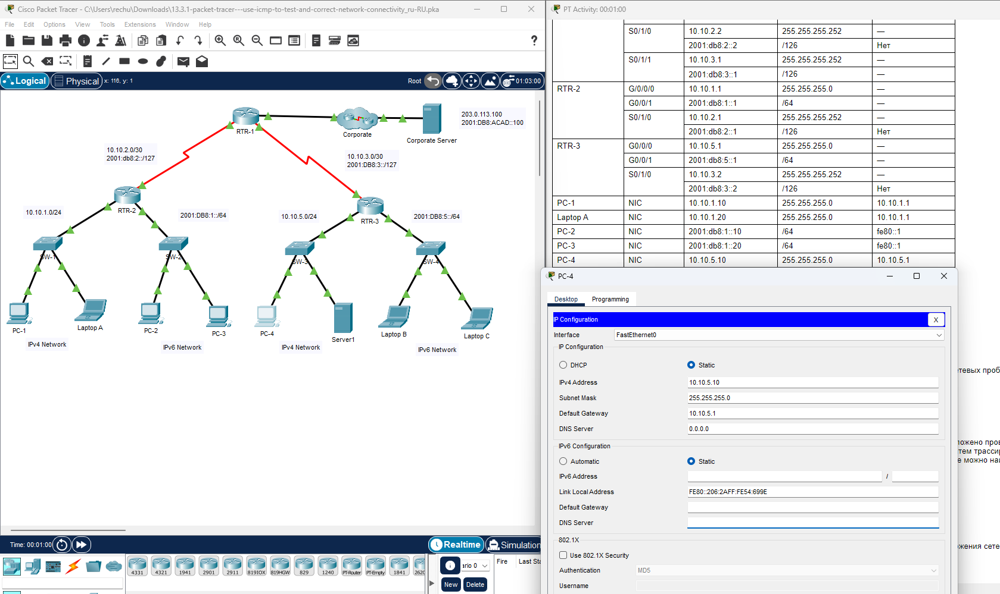 Cisco Packet Tracer - C:\Users\rechu\Downloads\13.3.1-packet-tracer---use-icmp-to-test-and-correct-network-connectivity_ru-RU.pka
File Edit Options View Tools Extensions Window Help
Logical Physical x: 116, y: 1 Root 01:03:00
203.0.113.100
2001:DB8:ACAD::100
RTR-1
Corporate
Corporate Server
10.10.2.0/30
2001:db8:2::/127
10.10.3.0/30
2001:DB8:3::/127
10.10.1.0/24
RTR-2
2001:DB8:1::/64
10.10.5.0/24
RTR-3
2001:DB8:5::/64
SW-1
SW-2
SW-3
SW-4
PC-1
Laptop A
PC-2
PC-3
PC-4
Server1
Laptop B
Laptop C
IPv4 Network
IPv6 Network
IPv4 Network
IPv6 Network
Time: 00:01:00
Realtime Simulation
4331 4321 1941 2901 2911 819IOX 819HGW 829 1240 PT-Router PT-Empty 1841 2620
ario 0
New Delete
Fire Last Sta
PT Activity: 00:01:00
S0/1/0 10.10.2.2 255.255.255.252 —
2001:db8:2::2 /126 Нет
S0/1/1 10.10.3.1 255.255.255.252 —
2001:db8:3::1 /126 —
RTR-2 G/0/0/0 10.10.1.1 255.255.255.0 —
G0/0/1 2001:db8:1::1 /64 —
S0/1/0 10.10.2.1 255.255.255.252 —
2001:db8:2::1 /126 Нет
RTR-3 G0/0/0 10.10.5.1 255.255.255.0 —
G0/0/1 2001:db8:5::1 /64 —
S0/1/0 10.10.3.2 255.255.255.252 —
2001:db8:3::2 /126 Нет
PC-1 NIC 10.10.1.10 255.255.255.0 10.10.1.1
Laptop A NIC 10.10.1.20 255.255.255.0 10.10.1.1
PC-2 NIC 2001:db8:1::10 /64 fe80::1
PC-3 NIC 2001:db8:1::20 /64 fe80::1
PC-4 NIC 10.10.5.10 255.255.255.0 10.10.5.1
PC-4
Desktop Programming
IP Configuration X
Interface FastEthernet0
IP Configuration
DHCP Static
IPv4 Address 10.10.5.10
Subnet Mask 255.255.255.0
Default Gateway 10.10.5.1
DNS Server 0.0.0.0
IPv6 Configuration
Automatic Static
IPv6 Address /
Link Local Address FE80::206:2AFF:FE54:699E
Default Gateway
DNS Server
802.1X
Use 802.1X Security
Authentication MD5
Username
етевых проб
ложено пров
тем трассир
е можно наи
жения сете